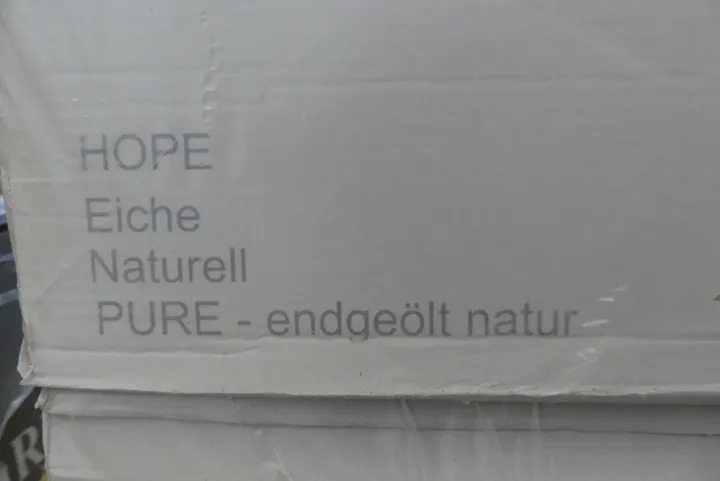 HOPE
Eiche
Naturell
PURE - endgeölt natur